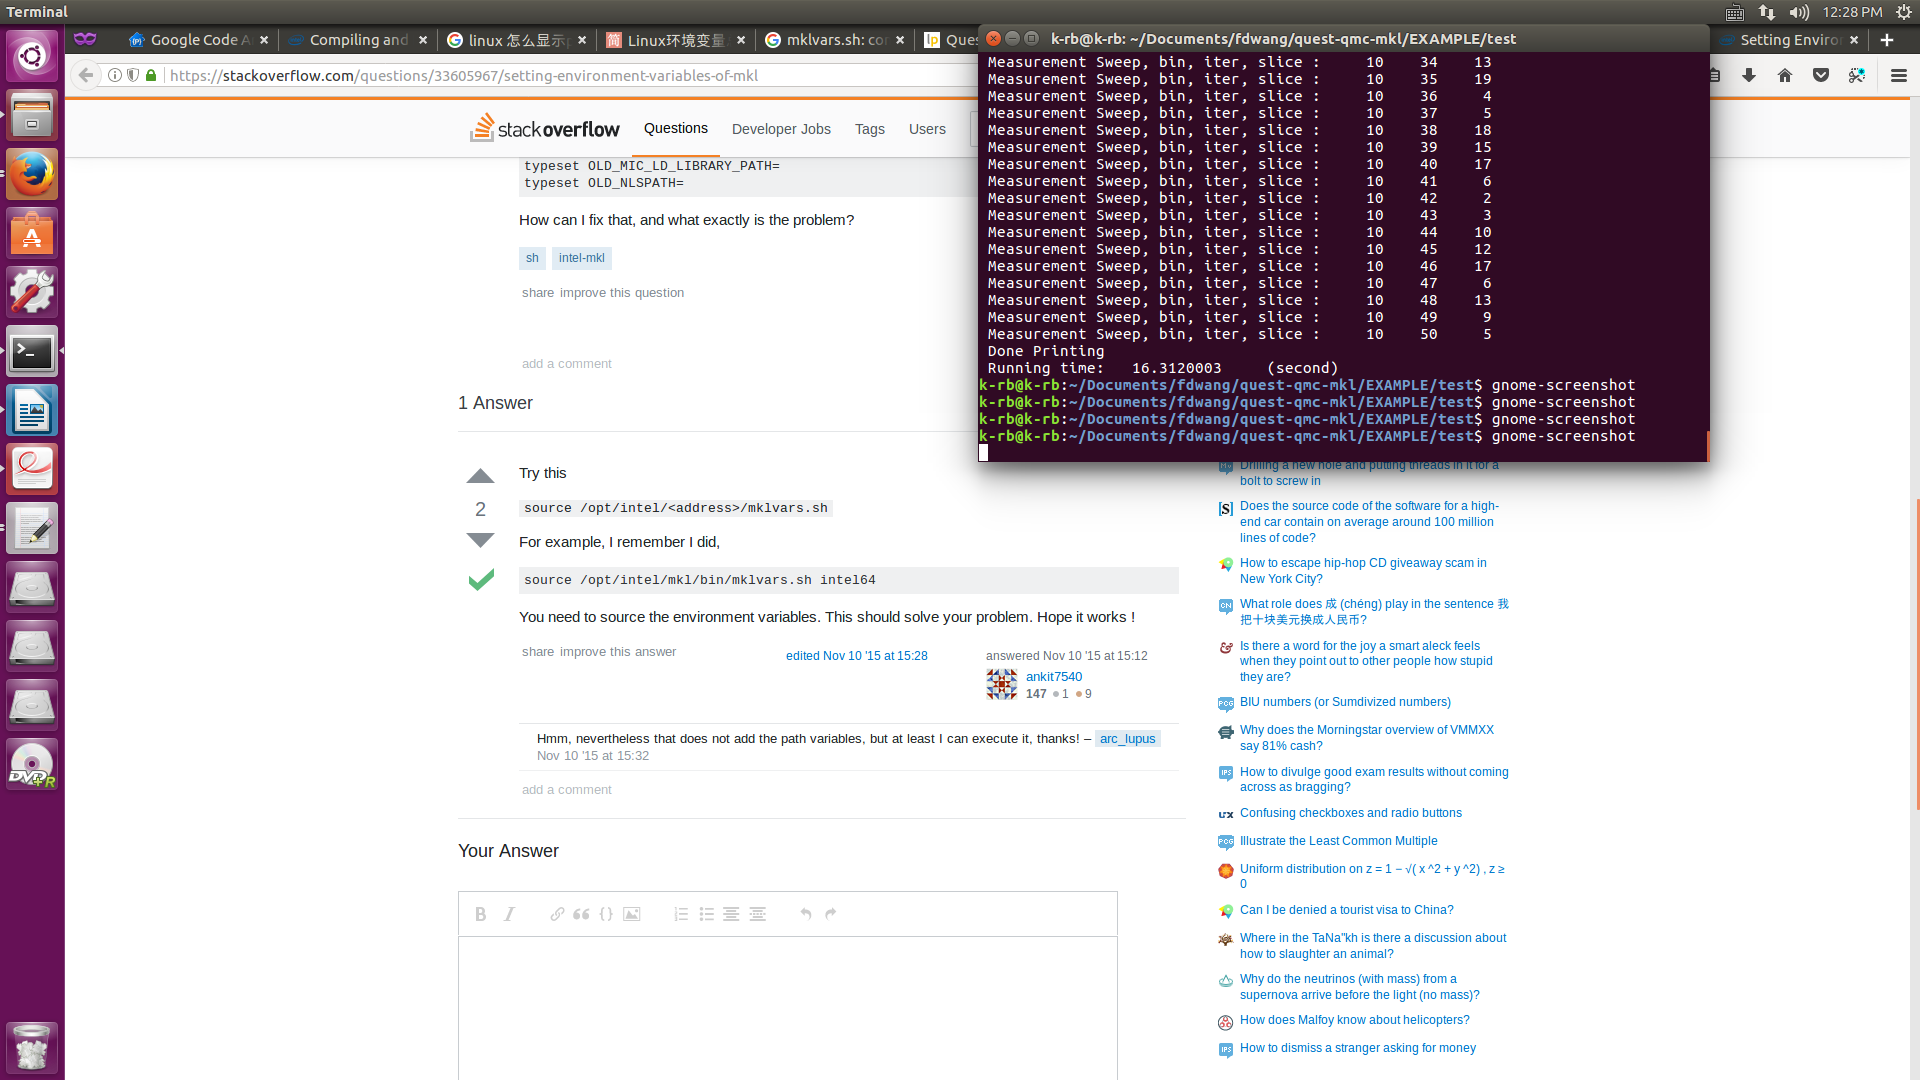 Terminal
12:28 PM
Google Code A
Compiling and
linux 怎么显示
Linux环境变量
mklvars.sh: co
Ques
Setting Enviro
k-rb@k-rb: ~/Documents/fdwang/quest-qmc-mkl/EXAMPLE/test
https://stackoverflow.com/questions/33605967/setting-environment-variables-of-mkl
Measurement Sweep, bin, iter, slice : 10 34 13
Measurement Sweep, bin, iter, slice : 10 35 19
Measurement Sweep, bin, iter, slice : 10 36 4
Measurement Sweep, bin, iter, slice : 10 37 5
Measurement Sweep, bin, iter, slice : 10 38 18
Measurement Sweep, bin, iter, slice : 10 39 15
Measurement Sweep, bin, iter, slice : 10 40 17
Measurement Sweep, bin, iter, slice : 10 41 6
Measurement Sweep, bin, iter, slice : 10 42 2
Measurement Sweep, bin, iter, slice : 10 43 3
Measurement Sweep, bin, iter, slice : 10 44 10
Measurement Sweep, bin, iter, slice : 10 45 12
Measurement Sweep, bin, iter, slice : 10 46 17
Measurement Sweep, bin, iter, slice : 10 47 6
Measurement Sweep, bin, iter, slice : 10 48 13
Measurement Sweep, bin, iter, slice : 10 49 9
Measurement Sweep, bin, iter, slice : 10 50 5
Done Printing
Running time: 16.3120003 (second)
k-rb@k-rb:~/Documents/fdwang/quest-qmc-mkl/EXAMPLE/test$ gnome-screenshot
k-rb@k-rb:~/Documents/fdwang/quest-qmc-mkl/EXAMPLE/test$ gnome-screenshot
k-rb@k-rb:~/Documents/fdwang/quest-qmc-mkl/EXAMPLE/test$ gnome-screenshot
k-rb@k-rb:~/Documents/fdwang/quest-qmc-mkl/EXAMPLE/test$ gnome-screenshot
stackoverflow
Questions
Developer Jobs
Tags
Users
typeset OLD_MIC_LD_LIBRARY_PATH=
typeset OLD_NLSPATH=
How can I fix that, and what exactly is the problem?
sh intel-mkl
share improve this question
add a comment
1 Answer
Try this
2
source /opt/intel/<address>/mklvars.sh
For example, I remember I did,
source /opt/intel/mkl/bin/mklvars.sh intel64
You need to source the environment variables. This should solve your problem. Hope it works !
share improve this answer
edited Nov 10 '15 at 15:28
answered Nov 10 '15 at 15:12
ankit7540
147 1 9
Hmm, nevertheless that does not add the path variables, but at least I can execute it, thanks! – arc_lupus
Nov 10 '15 at 15:32
add a comment
Your Answer
B I
Drilling a new hole and putting threads in it for a
bolt to screw in
Does the source code of the software for a high-
end car contain on average around 100 million
lines of code?
How to escape hip-hop CD giveaway scam in
New York City?
What role does 成 (chéng) play in the sentence 我
把十块美元换成人民币?
Is there a word for the joy a smart aleck feels
when they point out to other people how stupid
they are?
BIU numbers (or Sumdivized numbers)
Why does the Morningstar overview of VMMXX
say 81% cash?
How to divulge good exam results without coming
across as bragging?
Confusing checkboxes and radio buttons
Illustrate the Least Common Multiple
Uniform distribution on z = 1 − √( x ^2 + y ^2) , z ≥
0
Can I be denied a tourist visa to China?
Where in the TaNa"kh is there a discussion about
how to slaughter an animal?
Why do the neutrinos (with mass) from a
supernova arrive before the light (no mass)?
How does Malfoy know about helicopters?
How to dismiss a stranger asking for money